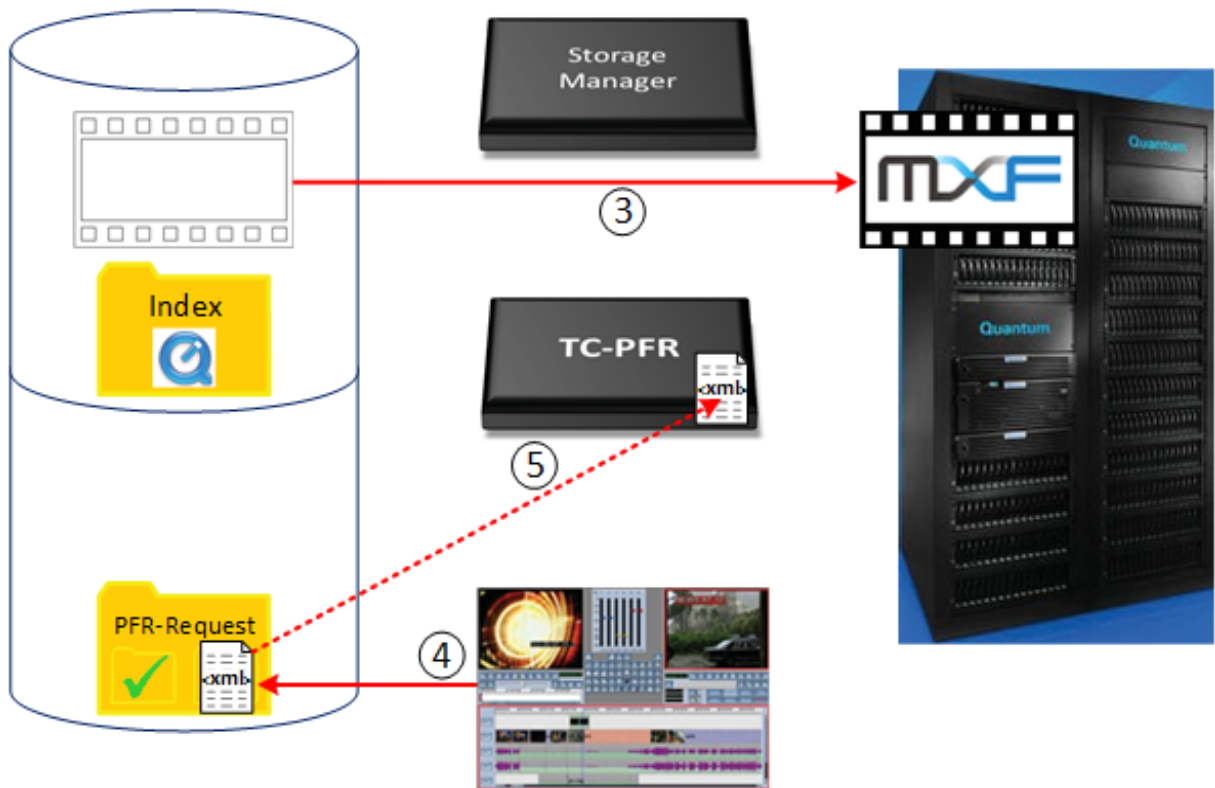 Storage
Manager
Quantum
MXF
3
Index
Quantum
TC-PFR
<xml>
5
PFR-Request
4
<xml>